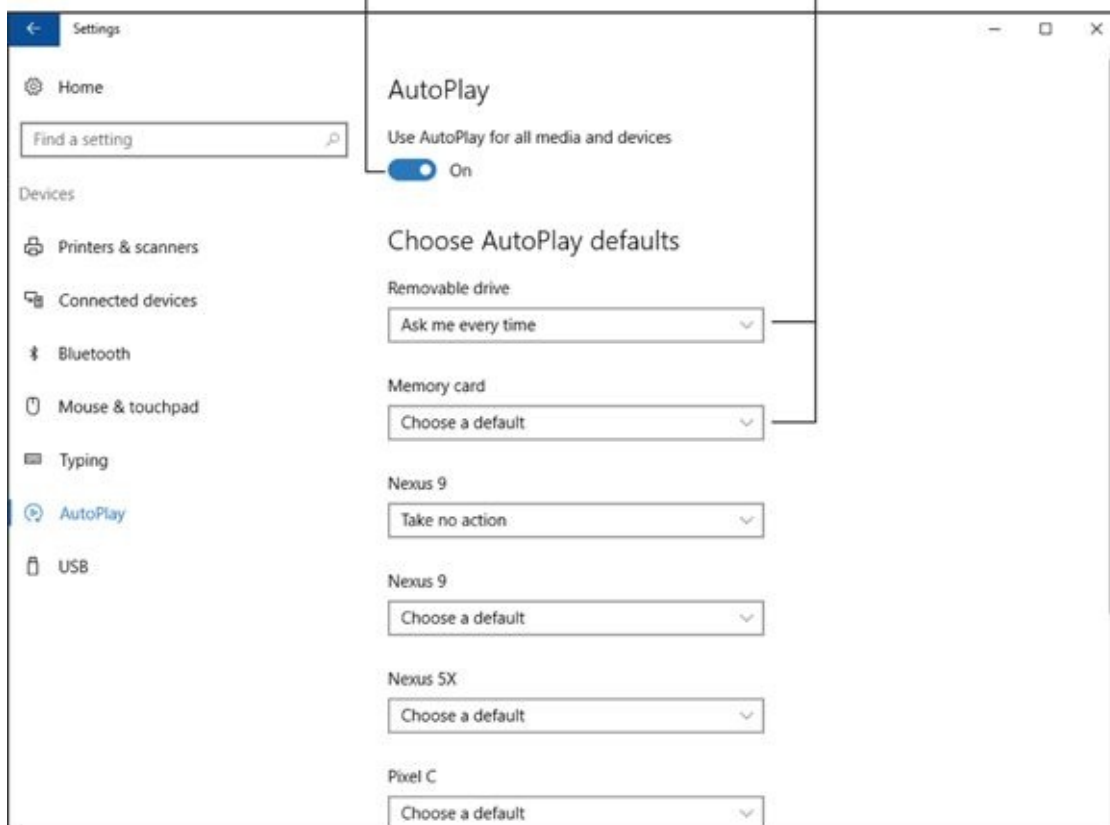 Settings
Home
Find a setting
Devices
Printers & scanners
Connected devices
Bluetooth
Mouse & touchpad
Typing
AutoPlay
USB
AutoPlay
Use AutoPlay for all media and devices
On
Choose AutoPlay defaults
Removable drive
Ask me every time
Memory card
Choose a default
Nexus 9
Take no action
Nexus 9
Choose a default
Nexus 5X
Choose a default
Pixel C
Choose a default